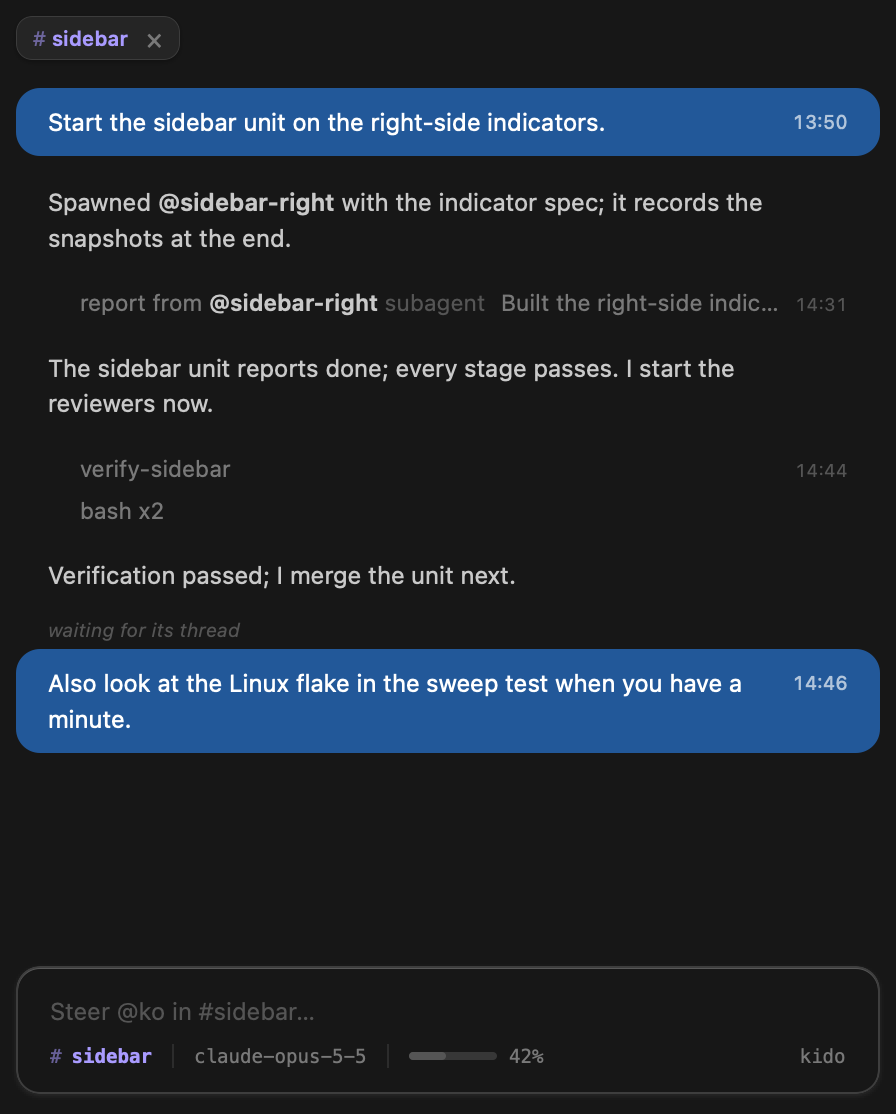 # sidebar ×
Start the sidebar unit on the right-side indicators. 13:50
Spawned @sidebar-right with the indicator spec; it records the
snapshots at the end.
report from @sidebar-right subagent Built the right-side indic... 14:31
The sidebar unit reports done; every stage passes. I start the
reviewers now.
verify-sidebar 14:44
bash x2
Verification passed; I merge the unit next.
waiting for its thread
Also look at the Linux flake in the sweep test when you have a 14:46
minute.
Steer @ko in #sidebar...
# sidebar claude-opus-5-5 42% kido